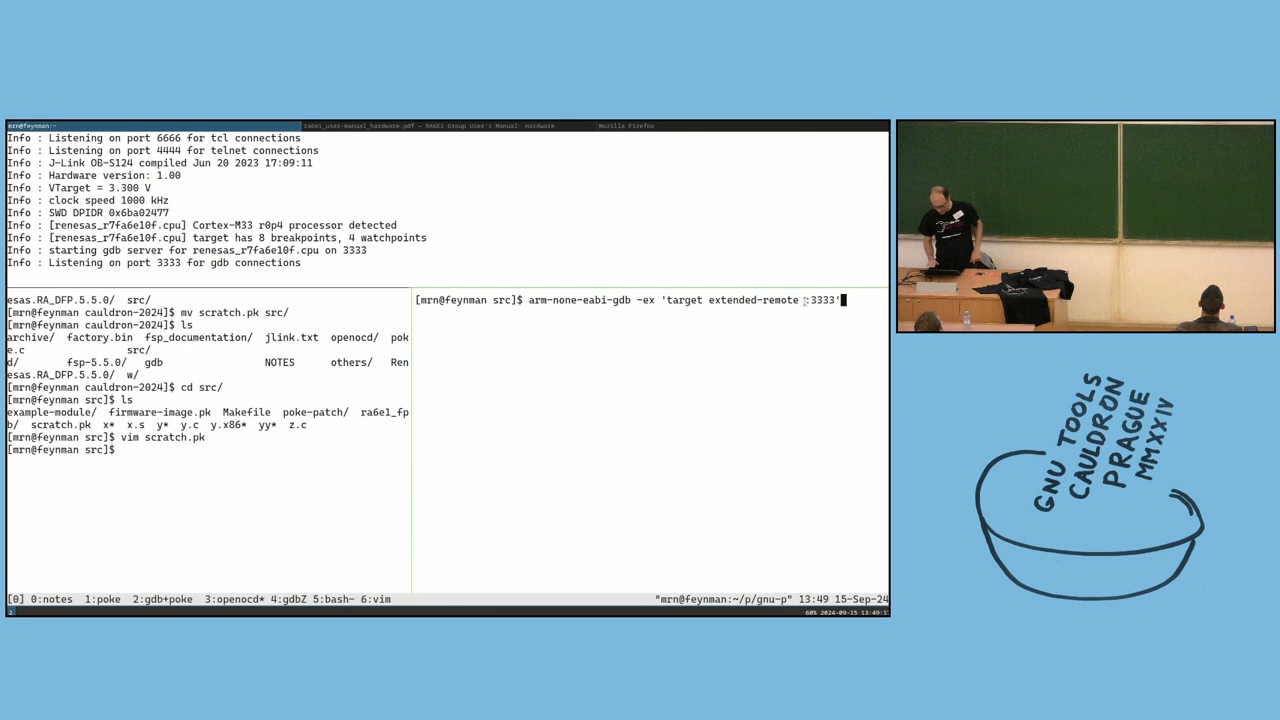 mrn@feynman:~
ra6e1_user-manual_hardware.pdf — RA6E1 Group User's Manual: Hardware
Mozilla Firefox
Info : Listening on port 6666 for tcl connections
Info : Listening on port 4444 for telnet connections
Info : J-Link OB-S124 compiled Jun 20 2023 17:09:11
Info : Hardware version: 1.00
Info : VTarget = 3.300 V
Info : clock speed 1000 kHz
Info : SWD DPIDR 0x6ba02477
Info : [renesas_r7fa6e10f.cpu] Cortex-M33 r0p4 processor detected
Info : [renesas_r7fa6e10f.cpu] target has 8 breakpoints, 4 watchpoints
Info : starting gdb server for renesas_r7fa6e10f.cpu on 3333
Info : Listening on port 3333 for gdb connections
esas.RA_DFP.5.5.0/  src/
[mrn@feynman cauldron-2024]$ mv scratch.pk src/
[mrn@feynman cauldron-2024]$ ls
archive/  factory.bin  fsp_documentation/  jlink.txt  openocd/  pok
e.c             src/
d/        fsp-5.5.0/   gdb                 NOTES      others/   Ren
esas.RA_DFP.5.5.0/  w/
[mrn@feynman cauldron-2024]$ cd src/
[mrn@feynman src]$ ls
example-module/  firmware-image.pk  Makefile  poke-patch/  ra6e1_fp
b/  scratch.pk  x*  x.s  y*  y.c  y.x86*  yy*  z.c
[mrn@feynman src]$ vim scratch.pk
[mrn@feynman src]$
[mrn@feynman src]$ arm-none-eabi-gdb -ex 'target extended-remote :3333'
[0] 0:notes  1:poke  2:gdb+poke  3:openocd* 4:gdbZ 5:bash- 6:vim
"mrn@feynman:~/p/gnu-p" 13:49 15-Sep-24
2
60% 2024-09-15 13:49:1
GNU TOOLS
CAULDRON
PRAGUE
MMXXIV